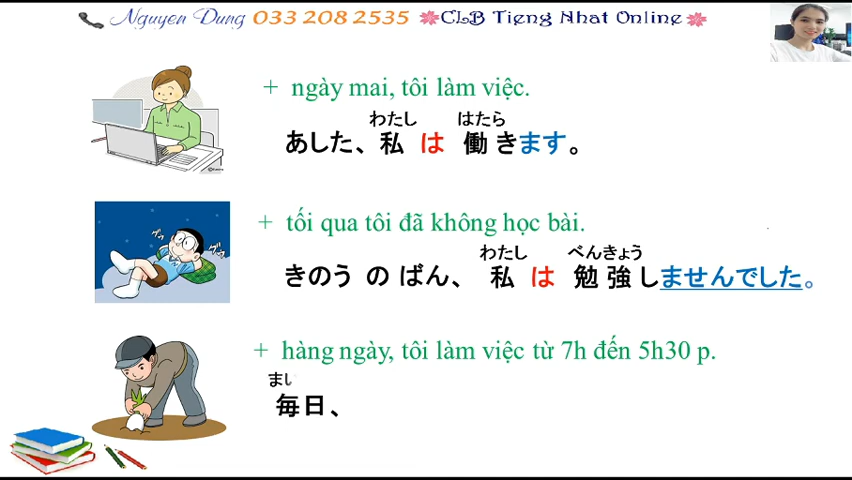 Nguyen Dung 033 208 2535 CLB Tieng Nhat Online
+ ngày mai, tôi làm việc.
わたし はたら
あした、私 は 働きます。
+ tối qua tôi đã không học bài.
わたし べんきょう
きのう の ばん、 私 は 勉強しませんでした。
+ hàng ngày, tôi làm việc từ 7h đến 5h30 p.
まい
毎日、